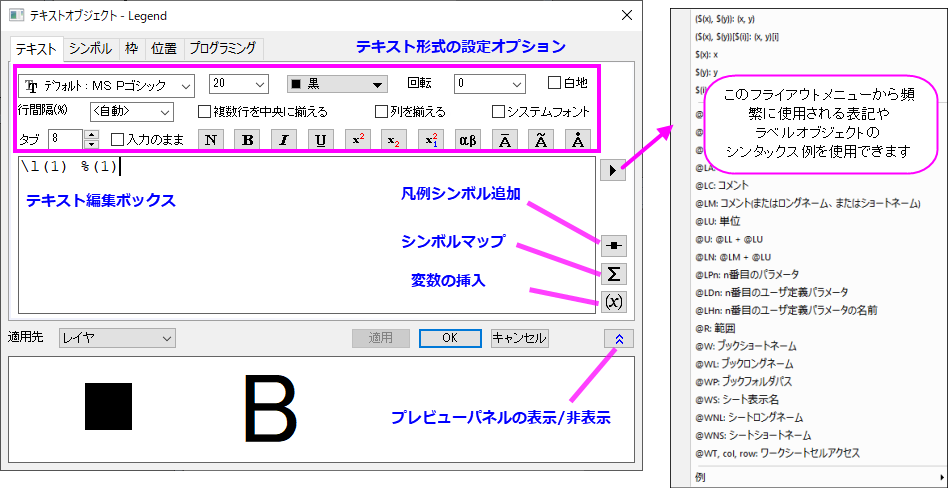 テキストオブジェクト - Legend
テキスト シンボル 枠 位置 プログラミング
テキスト形式の設定オプション
デフォルト : MS Pゴシック 20 黒 回転 0 白地
行間隔(%) <自動> 複数行を中央に揃える 列を揃える システムフォント
タブ 8 入力のまま N B I U x² x₂ αβ A Ã Å
\l(1) %(1)
テキスト編集ボックス
凡例シンボル追加
シンボルマップ
Σ
変数の挿入
(x)
適用先 レイヤ 適用 OK キャンセル
B
プレビューパネルの表示/非表示
($(x), $(y)): (x, y)
($(x), $(y))[$(i)]: (x, y)[i]
$(x): x
$(y): y
このフライアウトメニューから頻
繁に使用される表記や
ラベルオブジェクトの
シンタックス例を使用できます
@LC: コメント
@LM: コメント(またはロングネーム、またはショートネーム)
@LU: 単位
@U: @LL + @LU
@LN: @LM + @LU
@LPn: n番目のパラメータ
@LDn: n番目のユーザ定義パラメータ
@LHn: n番目のユーザ定義パラメータの名前
@R: 範囲
@W: ブックショートネーム
@WL: ブックロングネーム
@WP: ブックフォルダパス
@WS: シート表示名
@WNL: シートロングネーム
@WNS: シートショートネーム
@WT, col, row: ワークシートセルアクセス
例